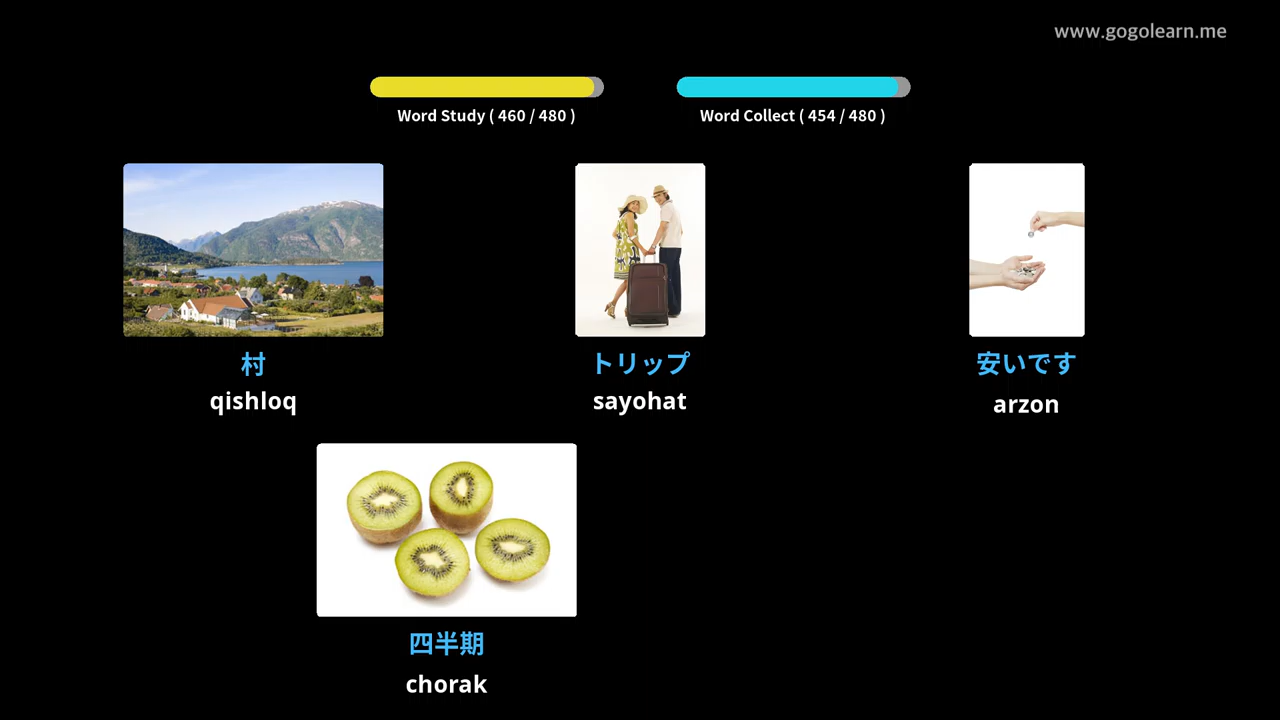 www.gogolearn.me
Word Study ( 460 / 480 )
Word Collect ( 454 / 480 )
村
qishloq
トリップ
sayohat
安いです
arzon
四半期
chorak